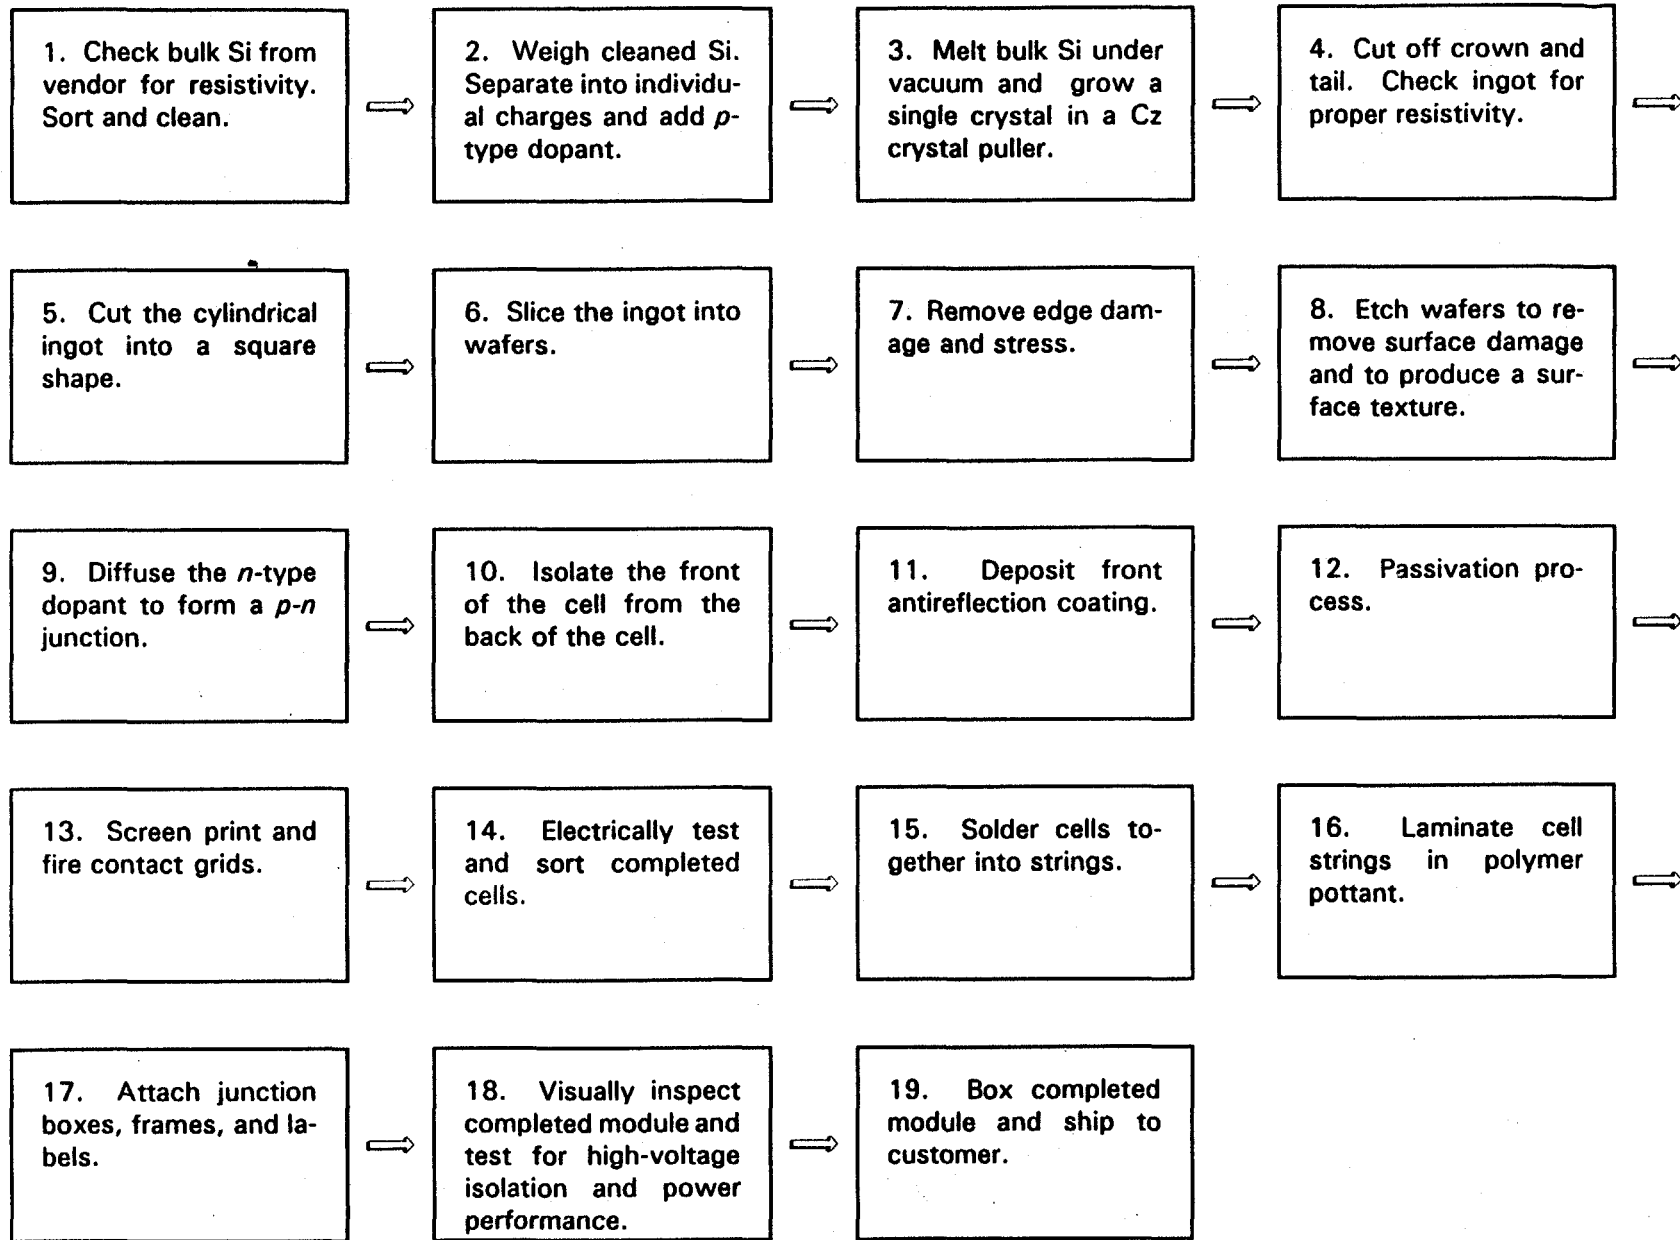 1. Check bulk Si from
vendor for resistivity.
Sort and clean.
2. Weigh cleaned Si.
Separate into individu-
al charges and add p-
type dopant.
3. Melt bulk Si under
vacuum and grow a
single crystal in a Cz
crystal puller.
4. Cut off crown and
tail. Check ingot for
proper resistivity.
5. Cut the cylindrical
ingot into a square
shape.
6. Slice the ingot into
wafers.
7. Remove edge dam-
age and stress.
8. Etch wafers to re-
move surface damage
and to produce a sur-
face texture.
9. Diffuse the n-type
dopant to form a p-n
junction.
10. Isolate the front
of the cell from the
back of the cell.
11. Deposit front
antireflection coating.
12. Passivation pro-
cess.
13. Screen print and
fire contact grids.
14. Electrically test
and sort completed
cells.
15. Solder cells to-
gether into strings.
16. Laminate cell
strings in polymer
pottant.
17. Attach junction
boxes, frames, and la-
bels.
18. Visually inspect
completed module and
test for high-voltage
isolation and power
performance.
19. Box completed
module and ship to
customer.